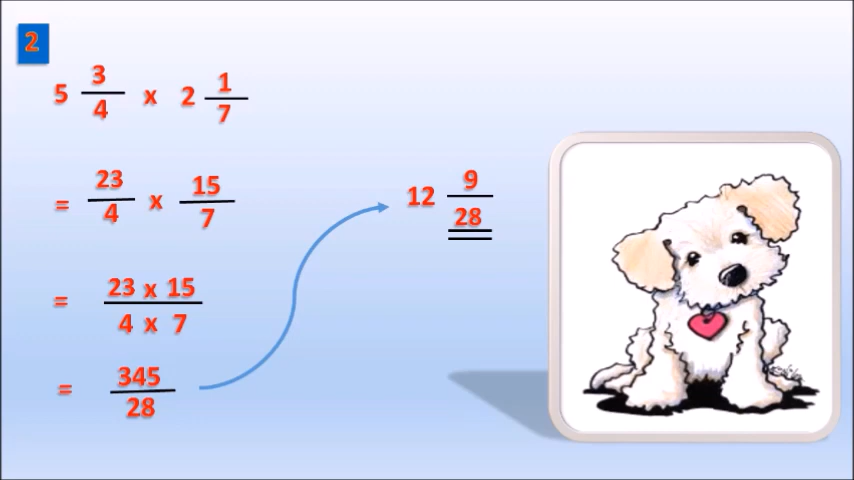 2
5 3/4 x 2 1/7
= 23/4 x 15/7
= 23 x 15 / 4 x 7
= 345/28
12 9/28